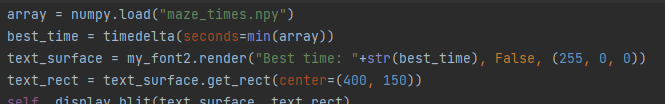 array = numpy.load("maze_times.npy")
best_time = timedelta(seconds=min(array))
text_surface = my_font2.render("Best time: "+str(best_time), False, (255, 0, 0))
text_rect = text_surface.get_rect(center=(400, 150))
self._display.blit(text_surface, text_rect)